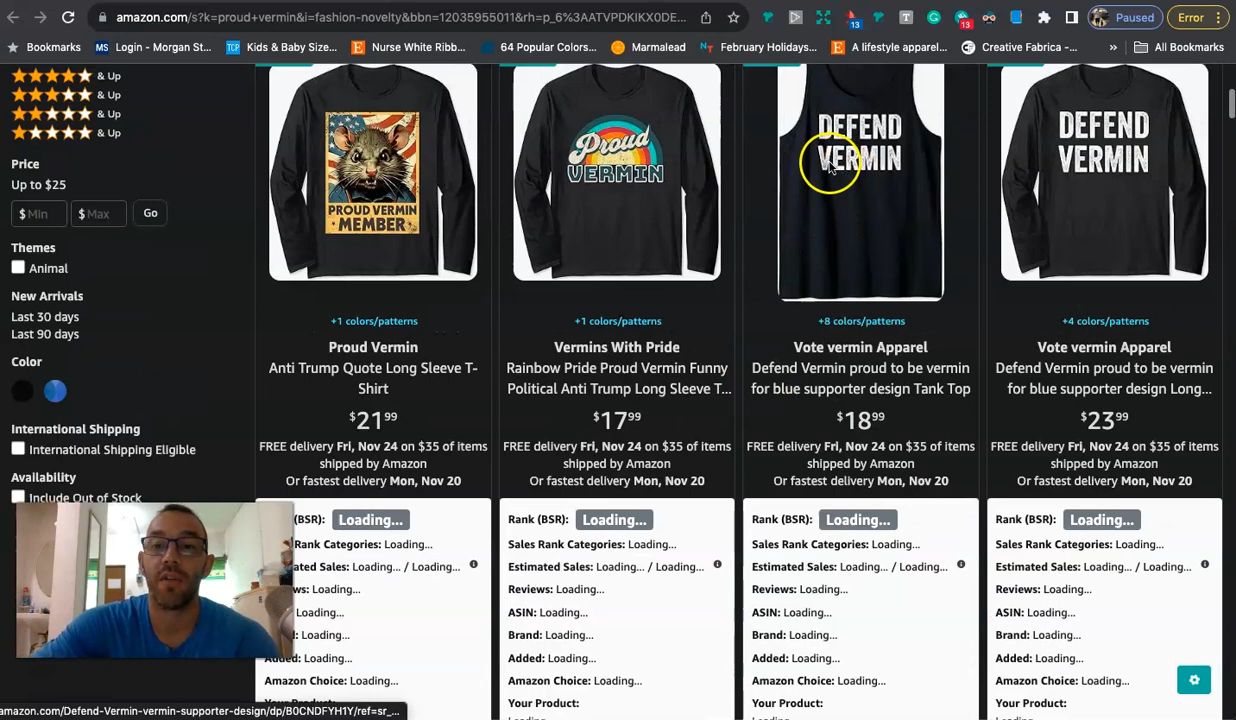 amazon.com/s?k=proud+vermin&i=fashion-novelty&bbn=12035955011&rh=p_6%3AATVPDKIKX0DE...
13
13
Paused
Error
Bookmarks
MS Login - Morgan St...
TCP Kids & Baby Size...
E Nurse White Ribb...
64 Popular Colors...
Marmalead
February Holidays...
E A lifestyle apparel...
Creative Fabrica -...
»
All Bookmarks
& Up
& Up
& Up
& Up
Price
Up to $25
$ Min
$ Max
Go
Themes
Animal
New Arrivals
Last 30 days
Last 90 days
Color
International Shipping
International Shipping Eligible
Availability
Include Out of Stock
PROUD VERMIN
MEMBER
+1 colors/patterns
Proud Vermin
Anti Trump Quote Long Sleeve T-
Shirt
$21 99
FREE delivery Fri, Nov 24 on $35 of items
shipped by Amazon
Or fastest delivery Mon, Nov 20
(BSR): Loading...
Rank Categories: Loading...
ated Sales: Loading... / Loading...
ws: Loading...
Loading...
: Loading...
Added: Loading...
Amazon Choice: Loading...
Your Product:
Proud
VERMIN
+1 colors/patterns
Vermins With Pride
Rainbow Pride Proud Vermin Funny
Political Anti Trump Long Sleeve T...
$17 99
FREE delivery Fri, Nov 24 on $35 of items
shipped by Amazon
Or fastest delivery Mon, Nov 20
Rank (BSR): Loading...
Sales Rank Categories: Loading...
Estimated Sales: Loading... / Loading...
Reviews: Loading...
ASIN: Loading...
Brand: Loading...
Added: Loading...
Amazon Choice: Loading...
Your Product:
Loading...
DEFEND
VERMIN
+8 colors/patterns
Vote vermin Apparel
Defend Vermin proud to be vermin
for blue supporter design Tank Top
$18 99
FREE delivery Fri, Nov 24 on $35 of items
shipped by Amazon
Or fastest delivery Mon, Nov 20
Rank (BSR): Loading...
Sales Rank Categories: Loading...
Estimated Sales: Loading... / Loading...
Reviews: Loading...
ASIN: Loading...
Brand: Loading...
Added: Loading...
Amazon Choice: Loading...
Your Product:
Loading...
DEFEND
VERMIN
+4 colors/patterns
Vote vermin Apparel
Defend Vermin proud to be vermin
for blue supporter design Long...
$23 99
FREE delivery Fri, Nov 24 on $35 of items
shipped by Amazon
Or fastest delivery Mon, Nov 20
Rank (BSR): Loading...
Sales Rank Categories: Loading...
Estimated Sales: Loading... / Loading...
Reviews: Loading...
ASIN: Loading...
Brand: Loading...
Added: Loading...
Amazon Choice: Loading...
Your Product:
Loading...
amazon.com/Defend-Vermin-vermin-supporter-design/dp/B0CNDFYH1Y/ref=sr_...